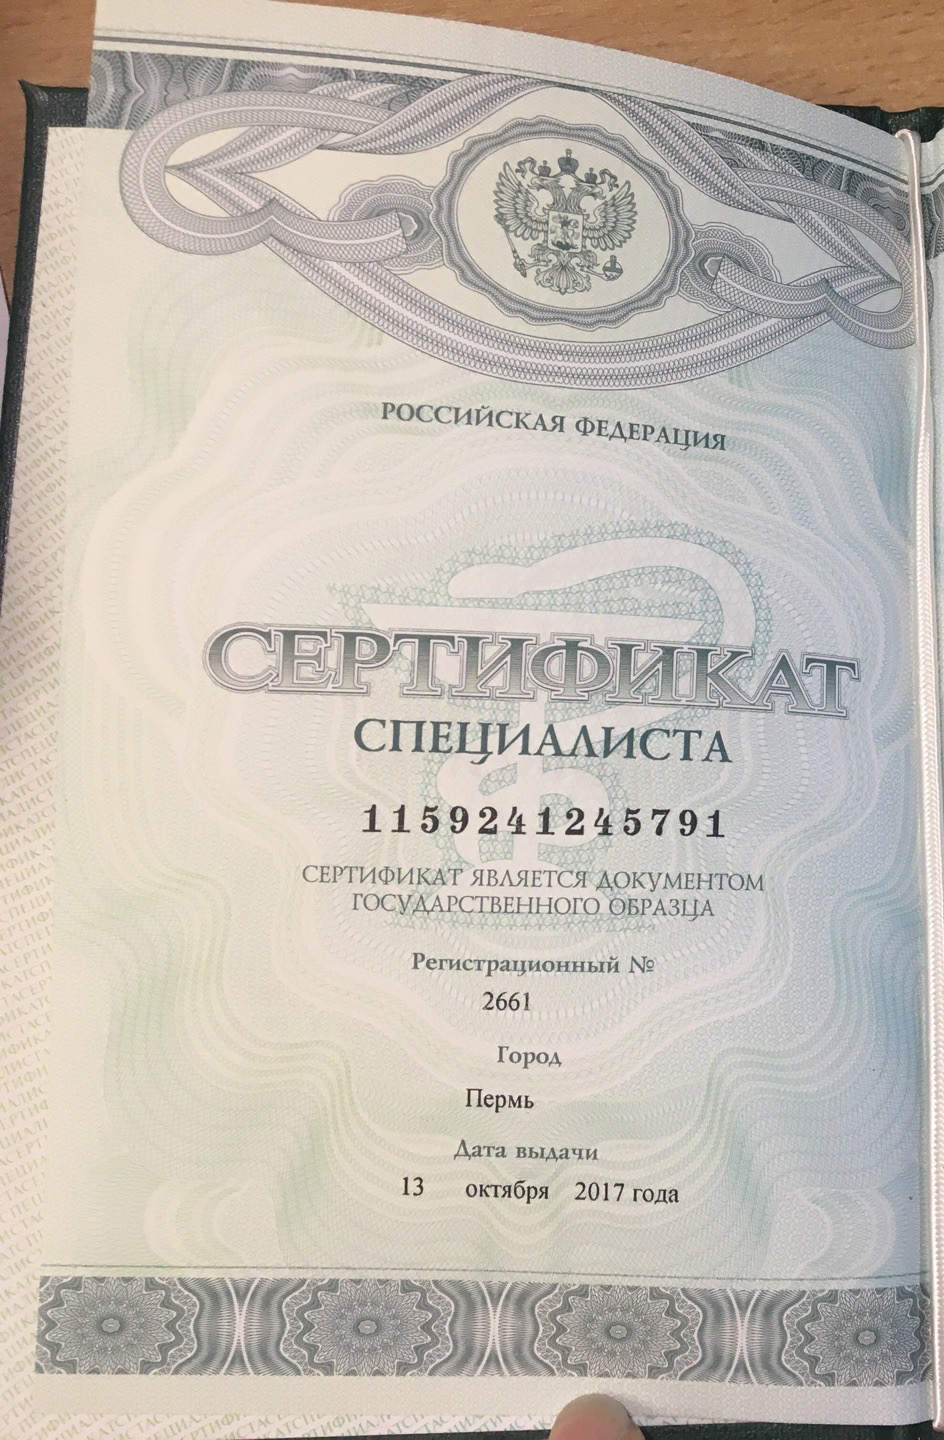 РОССИЙСКАЯ ФЕДЕРАЦИЯ
СЕРТИФИКАТ
СПЕЦИАЛИСТА
1159241245791
СЕРТИФИКАТ ЯВЛЯЕТСЯ ДОКУМЕНТОМ
ГОСУДАРСТВЕННОГО ОБРАЗЦА
Регистрационный №
2661
Город
Пермь
Дата выдачи
13 октября 2017 года